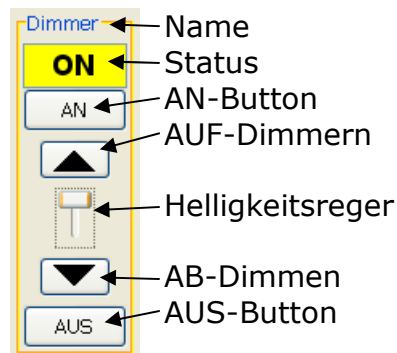 Dimmer
Name
ON
Status
AN
AN-Button
AUF-Dimmern
Helligkeitsreger
AB-Dimmen
AUS
AUS-Button